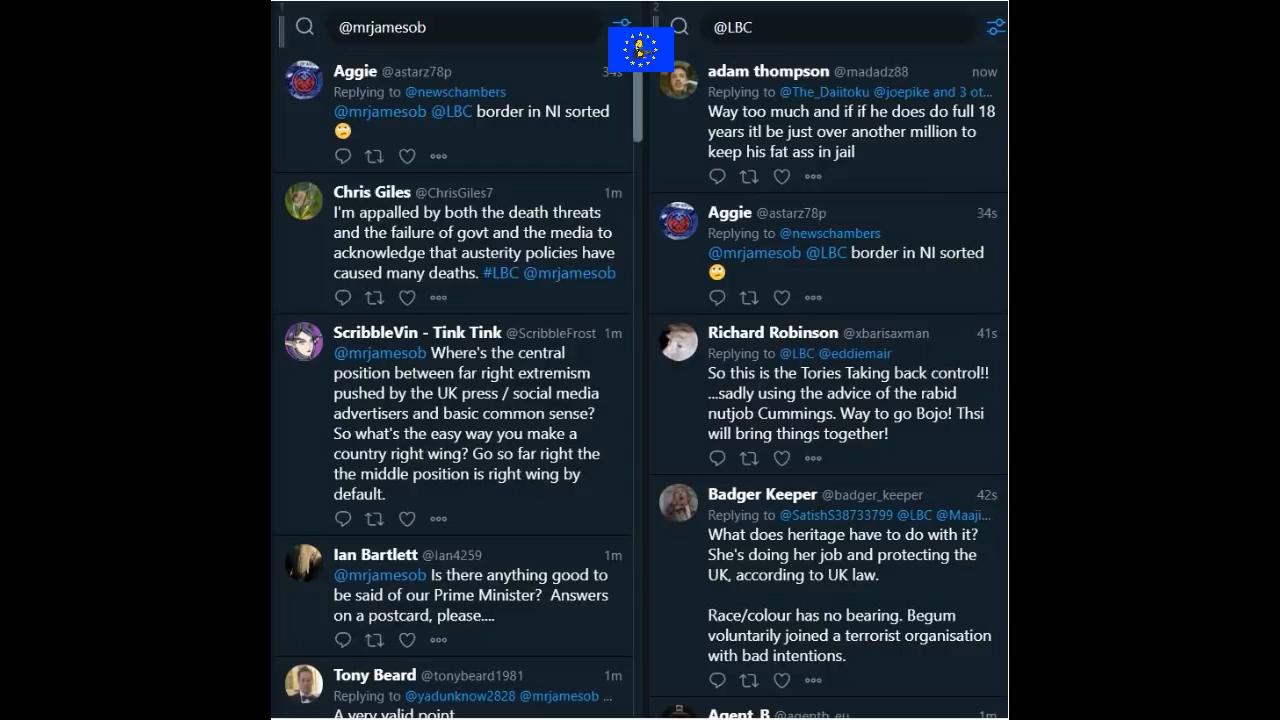 1
@mrjamesob
Aggie @astarz78p 34s
Replying to @newschambers
@mrjamesob @LBC border in NI sorted
🙄
Chris Giles @ChrisGiles7 1m
I'm appalled by both the death threats
and the failure of govt and the media to
acknowledge that austerity policies have
caused many deaths. #LBC @mrjamesob
ScribbleVin - Tink Tink @ScribbleFrost 1m
@mrjamesob Where's the central
position between far right extremism
pushed by the UK press / social media
advertisers and basic common sense?
So what's the easy way you make a
country right wing? Go so far right the
the middle position is right wing by
default.
Ian Bartlett @Ian4259 1m
@mrjamesob Is there anything good to
be said of our Prime Minister? Answers
on a postcard, please....
Tony Beard @tonybeard1981 1m
Replying to @yadunknow2828 @mrjamesob ...
A very valid point
2
@LBC
adam thompson @madadz88 now
Replying to @The_Daiitoku @joepike and 3 ot...
Way too much and if if he does do full 18
years itl be just over another million to
keep his fat ass in jail
Aggie @astarz78p 34s
Replying to @newschambers
@mrjamesob @LBC border in NI sorted
🙄
Richard Robinson @xbarisaxman 41s
Replying to @LBC @eddiemair
So this is the Tories Taking back control!!
...sadly using the advice of the rabid
nutjob Cummings. Way to go Bojo! Thsi
will bring things together!
Badger Keeper @badger_keeper 42s
Replying to @SatishS38733799 @LBC @Maaji...
What does heritage have to do with it?
She's doing her job and protecting the
UK, according to UK law.
Race/colour has no bearing. Begum
voluntarily joined a terrorist organisation
with bad intentions.
Agent B @agentb_eu 1m